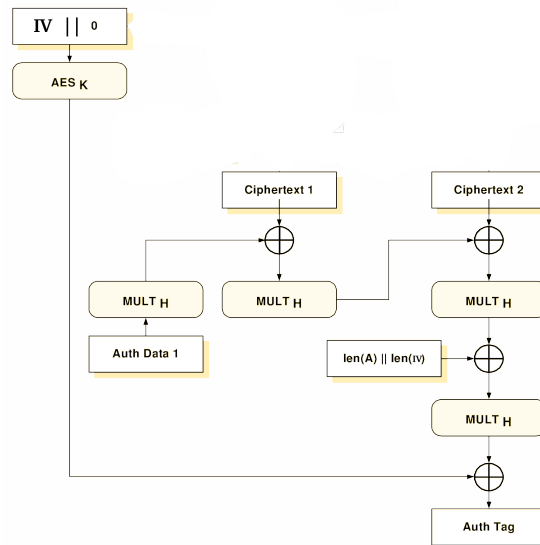 IV || 0
AES K
Ciphertext 1
Ciphertext 2
MULT H
MULT H
MULT H
Auth Data 1
len(A) || len(IV)
MULT H
Auth Tag